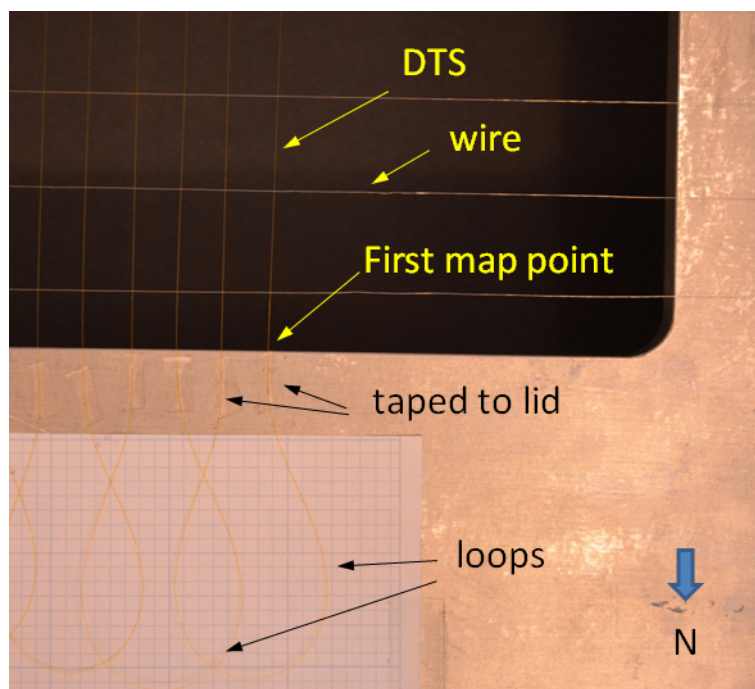 DTS
wire
First map point
taped to lid
loops
N